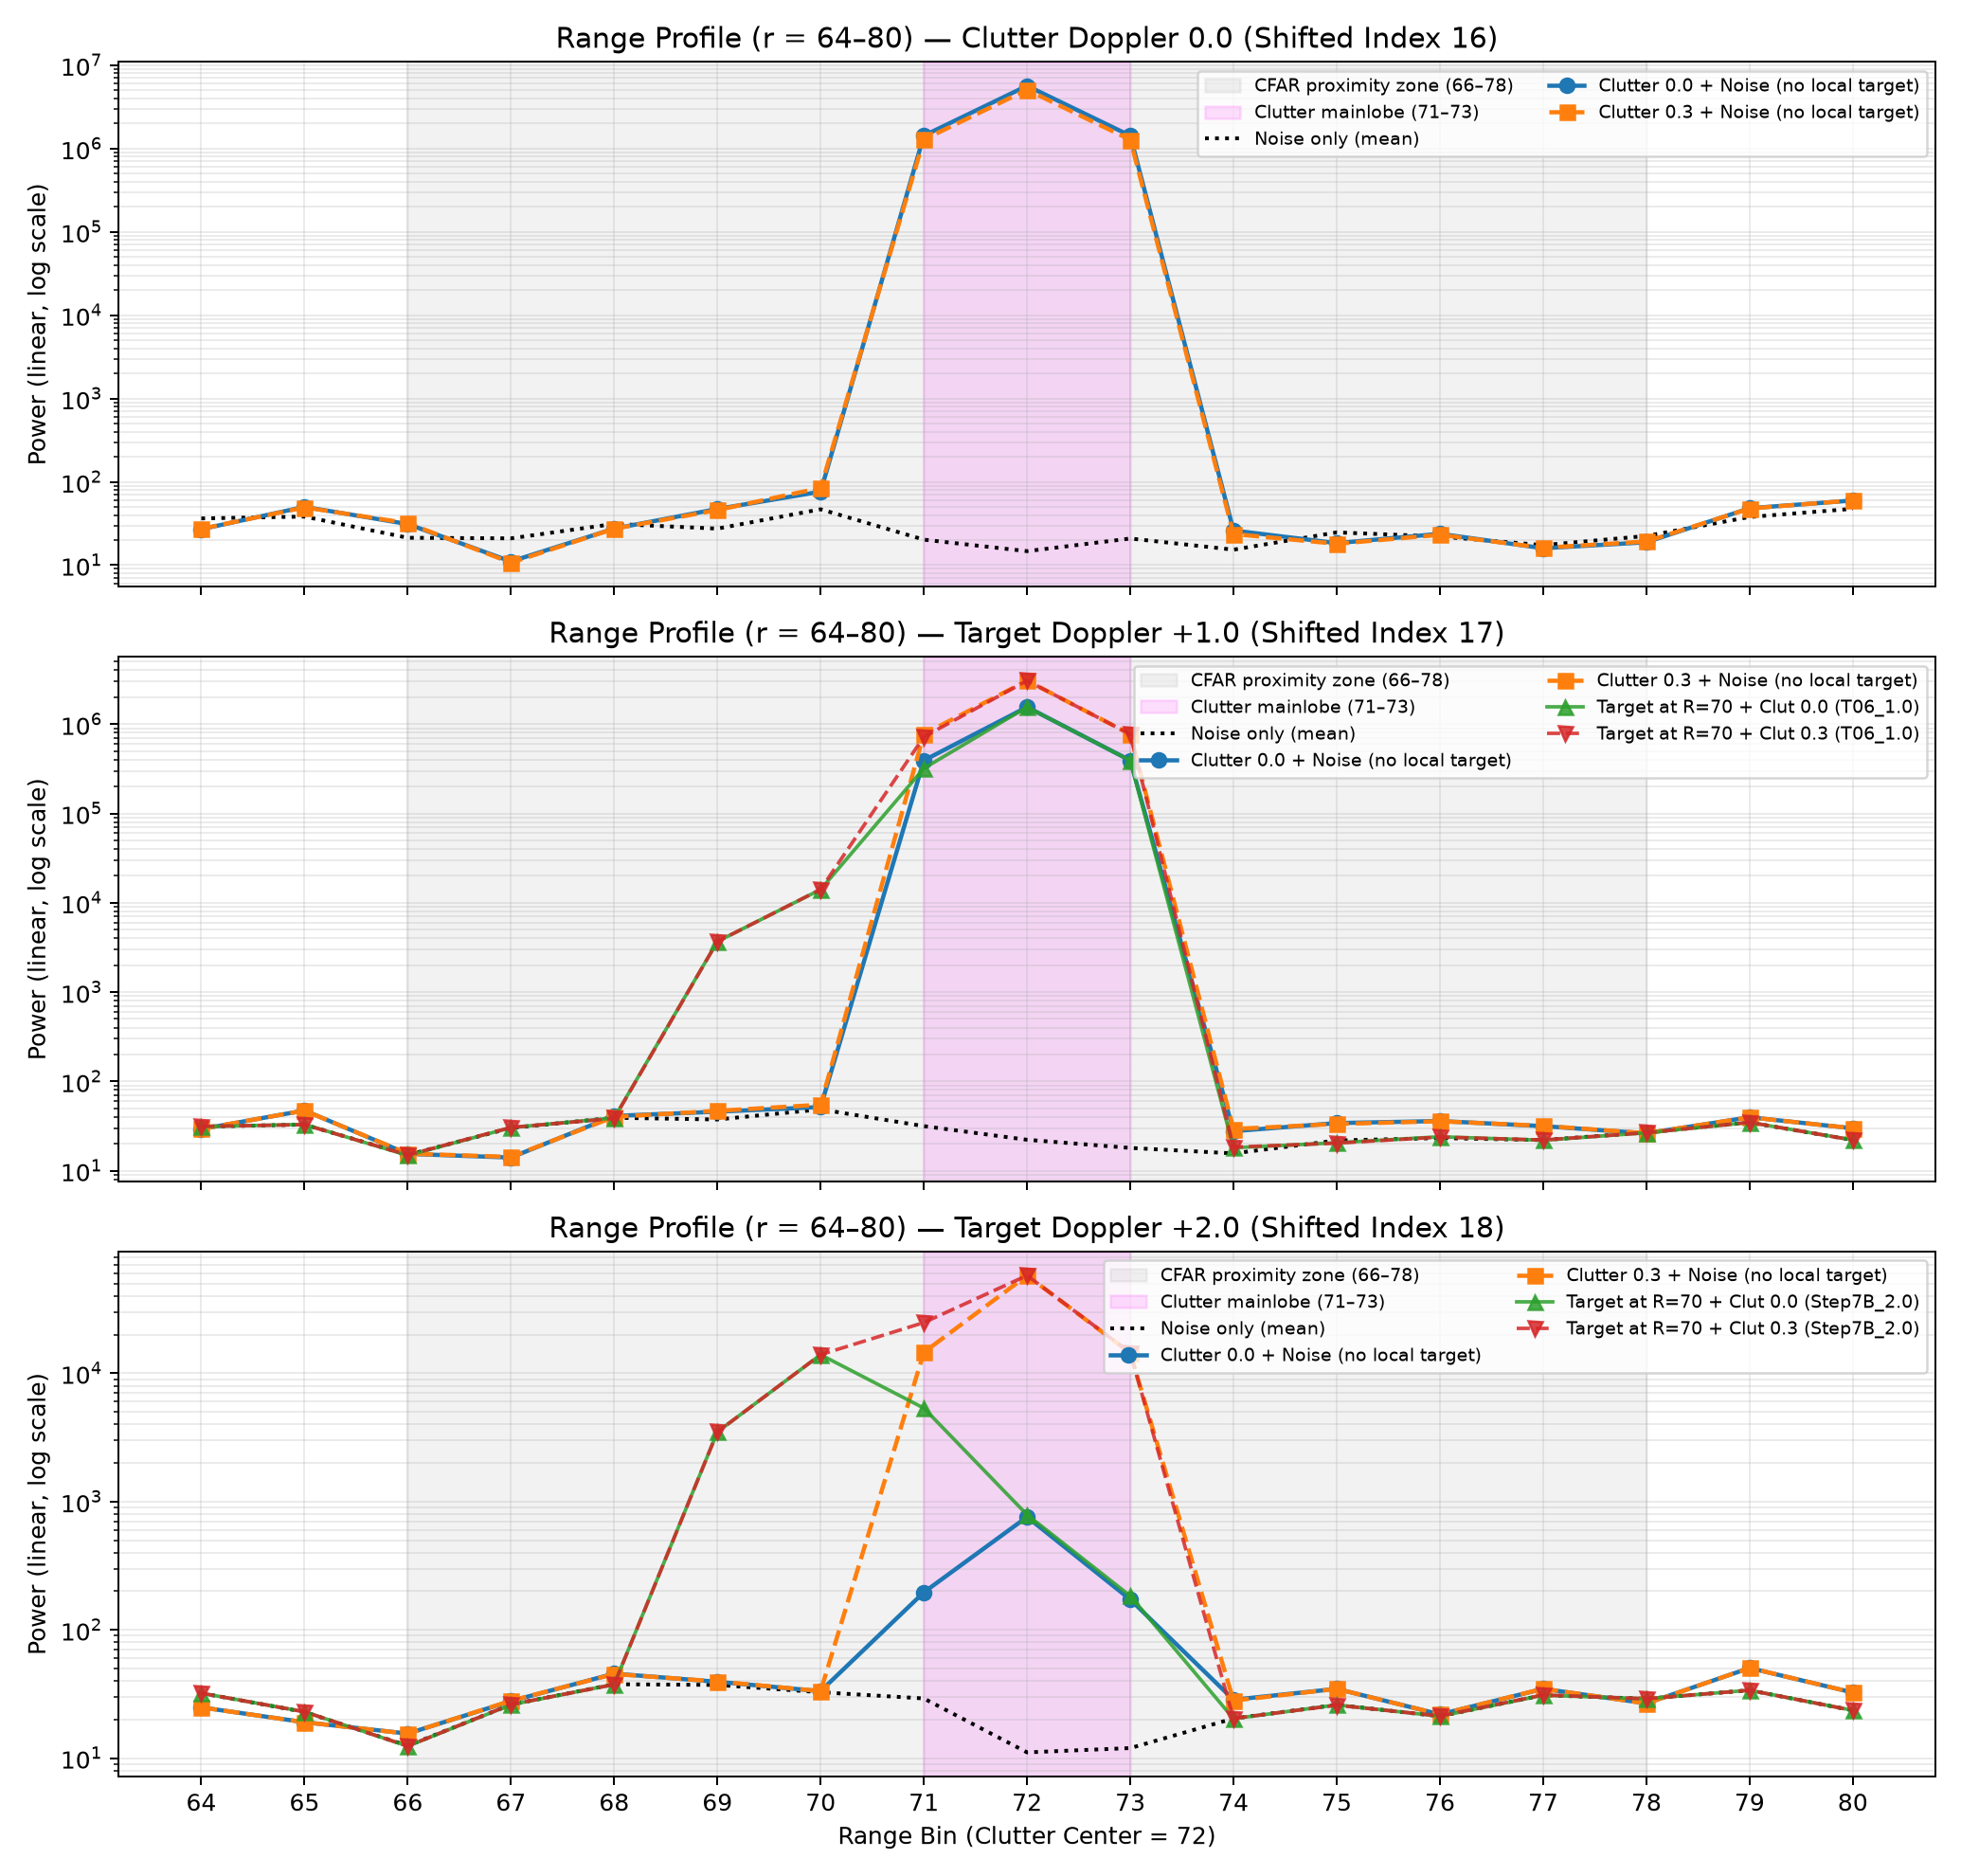 Range Profile (r = 64–80) — Clutter Doppler 0.0 (Shifted Index 16)
Power (linear, log scale)
10^7
10^6
10^5
10^4
10^3
10^2
10^1
CFAR proximity zone (66–78)
Clutter mainlobe (71–73)
Noise only (mean)
Clutter 0.0 + Noise (no local target)
Clutter 0.3 + Noise (no local target)
Range Profile (r = 64–80) — Target Doppler +1.0 (Shifted Index 17)
Power (linear, log scale)
10^6
10^5
10^4
10^3
10^2
10^1
CFAR proximity zone (66–78)
Clutter mainlobe (71–73)
Noise only (mean)
Clutter 0.0 + Noise (no local target)
Clutter 0.3 + Noise (no local target)
Target at R=70 + Clut 0.0 (T06_1.0)
Target at R=70 + Clut 0.3 (T06_1.0)
Range Profile (r = 64–80) — Target Doppler +2.0 (Shifted Index 18)
Power (linear, log scale)
10^4
10^3
10^2
10^1
CFAR proximity zone (66–78)
Clutter mainlobe (71–73)
Noise only (mean)
Clutter 0.0 + Noise (no local target)
Clutter 0.3 + Noise (no local target)
Target at R=70 + Clut 0.0 (Step7B_2.0)
Target at R=70 + Clut 0.3 (Step7B_2.0)
64 65 66 67 68 69 70 71 72 73 74 75 76 77 78 79 80
Range Bin (Clutter Center = 72)